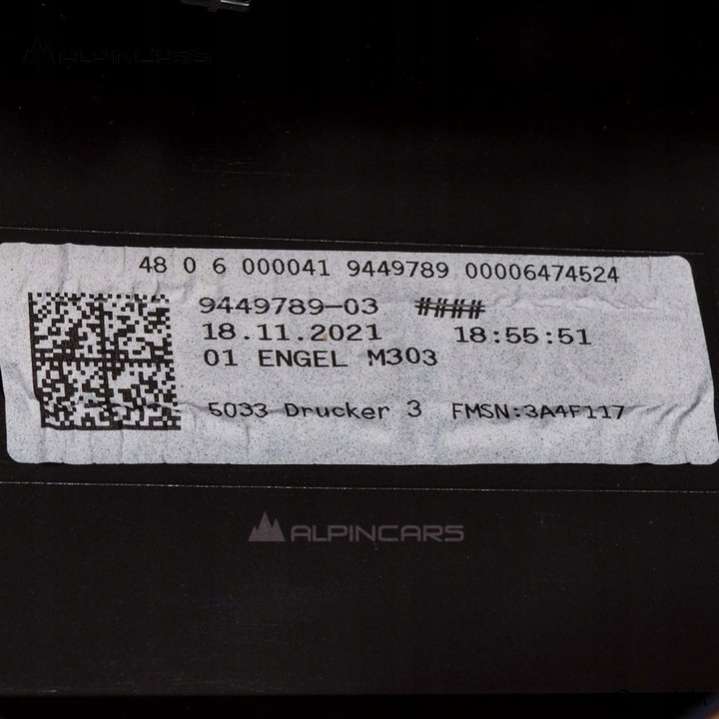 ALPINCARS
48 0 6 000041 9449789 00006474524
9449789-03 ####
18.11.2021 18:55:51
01 ENGEL M303
5033 Drucker 3 FMSN:3A4F117
ALPINCARS